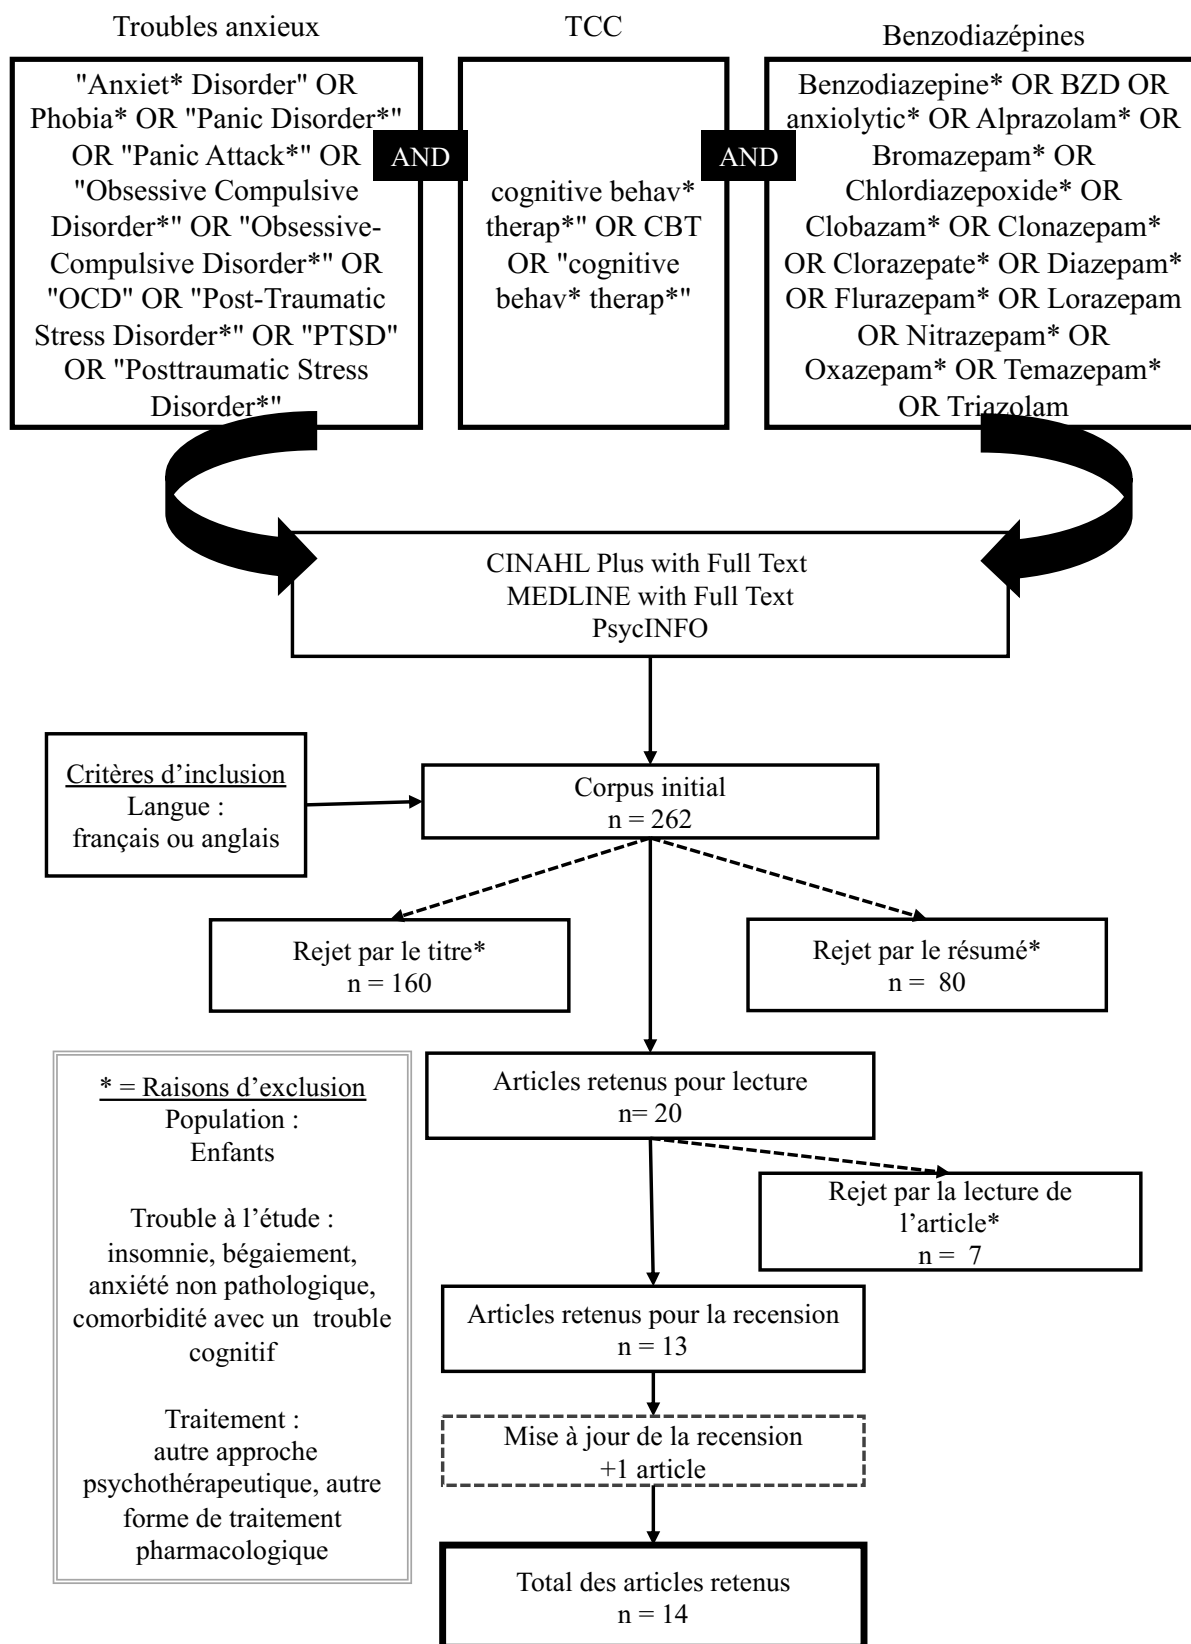 Troubles anxieux
"Anxiet* Disorder" OR
Phobia* OR "Panic Disorder*"
OR "Panic Attack*" OR
"Obsessive Compulsive
Disorder*" OR "Obsessive-
Compulsive Disorder*" OR
"OCD" OR "Post-Traumatic
Stress Disorder*" OR "PTSD"
OR "Posttraumatic Stress
Disorder*"
AND
TCC
cognitive behav*
therap*" OR CBT
OR "cognitive
behav* therap*"
AND
Benzodiazépines
Benzodiazepine* OR BZD OR
anxiolytic* OR Alprazolam* OR
Bromazepam* OR
Chlordiazepoxide* OR
Clobazam* OR Clonazepam*
OR Clorazepate* OR Diazepam*
OR Flurazepam* OR Lorazepam
OR Nitrazepam* OR
Oxazepam* OR Temazepam*
OR Triazolam
CINAHL Plus with Full Text
MEDLINE with Full Text
PsycINFO
Critères d’inclusion
Langue :
français ou anglais
Corpus initial
n = 262
Rejet par le titre*
n = 160
Rejet par le résumé*
n = 80
Articles retenus pour lecture
n= 20
* = Raisons d’exclusion
Population :
Enfants
Trouble à l’étude :
insomnie, bégaiement,
anxiété non pathologique,
comorbidité avec un trouble
cognitif
Traitement :
autre approche
psychothérapeutique, autre
forme de traitement
pharmacologique
Rejet par la lecture de
l’article*
n = 7
Articles retenus pour la recension
n = 13
Mise à jour de la recension
+1 article
Total des articles retenus
n = 14